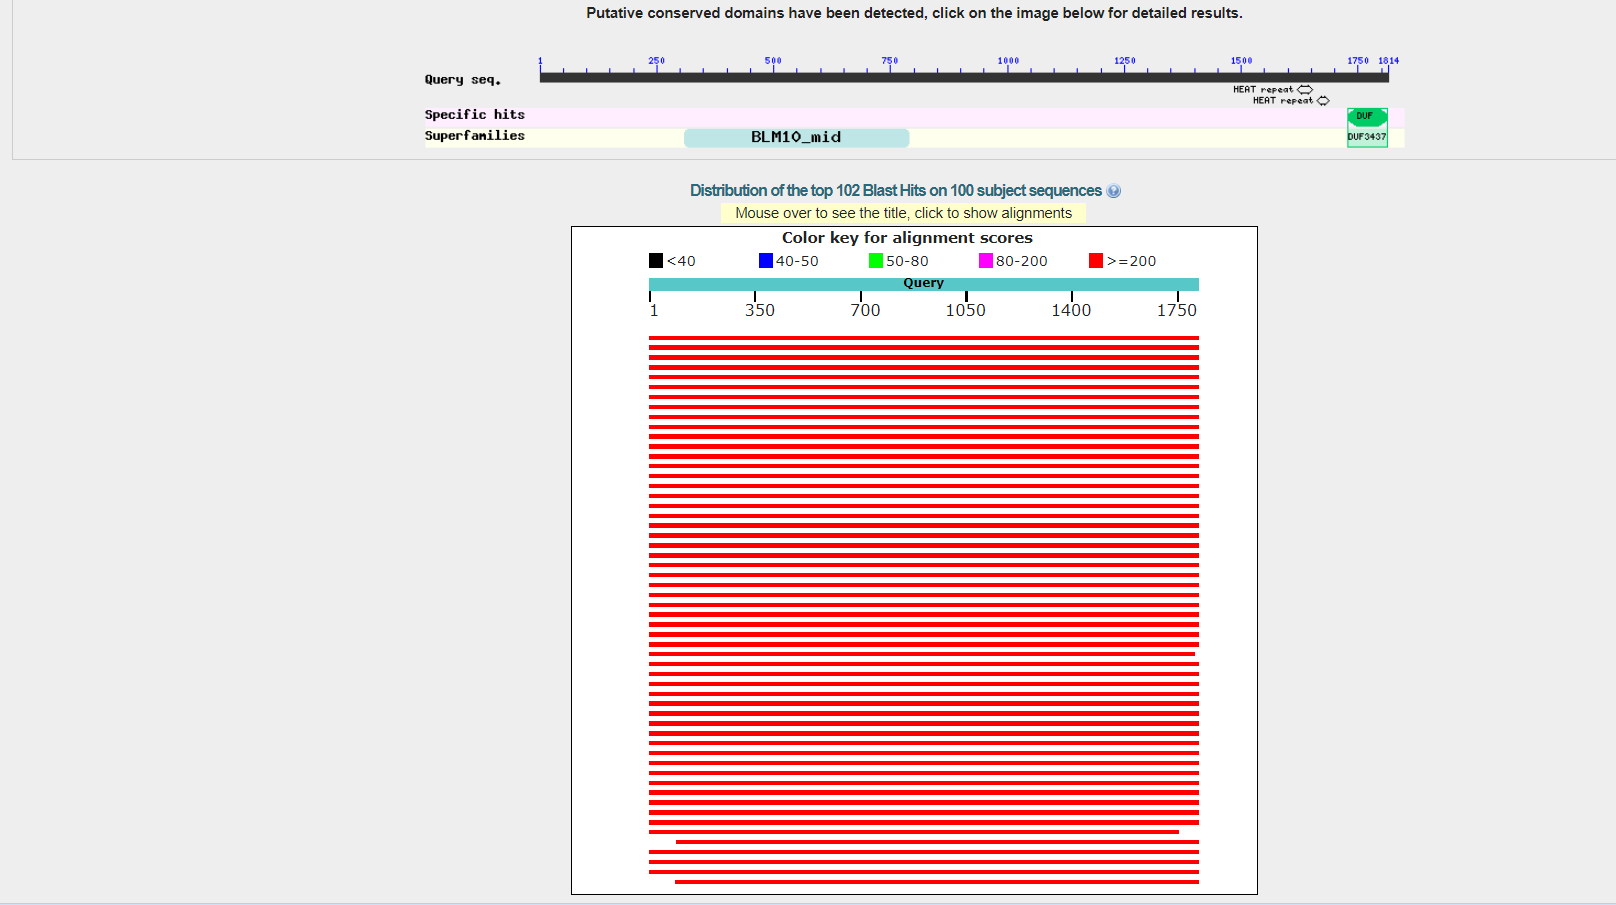 Putative conserved domains have been detected, click on the image below for detailed results.
1 250 500 750 1000 1250 1500 1750 1814
Query seq.
HEAT repeat
HEAT repeat
Specific hits
DUF
Superfamilies
BLM10_mid
DUF3437
Distribution of the top 102 Blast Hits on 100 subject sequences
Mouse over to see the title, click to show alignments
Color key for alignment scores
<40 40-50 50-80 80-200 >=200
Query
1 350 700 1050 1400 1750